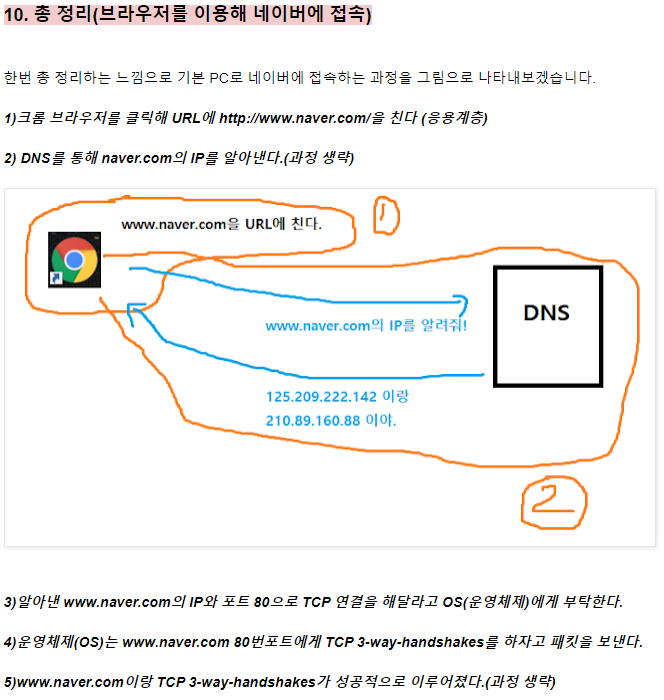 10. 총 정리(브라우저를 이용해 네이버에 접속)
한번 총 정리하는 느낌으로 기본 PC로 네이버에 접속하는 과정을 그림으로 나타내보겠습니다.
1)크롬 브라우저를 클릭해 URL에 http://www.naver.com/을 친다 (응용계층)
2) DNS를 통해 naver.com의 IP를 알아낸다.(과정 생략)
www.naver.com을 URL에 친다.
1
DNS
www.naver.com의 IP를 알려줘!
125.209.222.142 이랑
210.89.160.88 이야.
2
3)알아낸 www.naver.com의 IP와 포트 80으로 TCP 연결을 해달라고 OS(운영체제)에게 부탁한다.
4)운영체제(OS)는 www.naver.com 80번포트에게 TCP 3-way-handshakes를 하자고 패킷을 보낸다.
5)www.naver.com이랑 TCP 3-way-handshakes가 성공적으로 이루어졌다.(과정 생략)